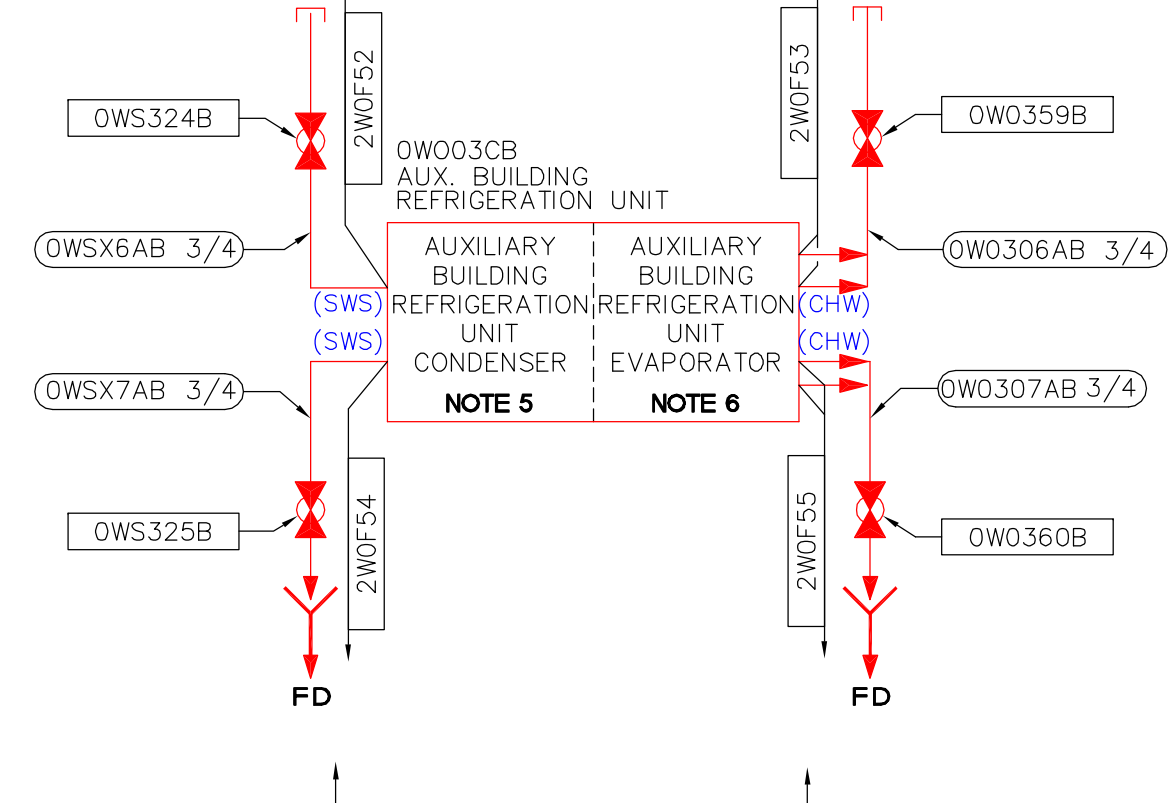 2W0F52
2W0F53
0WS324B
0W0359B
0W003CB
AUX. BUILDING
REFRIGERATION UNIT
0WSX6AB 3/4
0W0306AB 3/4
AUXILIARY
BUILDING
REFRIGERATION
UNIT
CONDENSER
NOTE 5
AUXILIARY
BUILDING
REFRIGERATION
UNIT
EVAPORATOR
NOTE 6
(SWS)
(SWS)
(CHW)
(CHW)
0WSX7AB 3/4
0W0307AB 3/4
0WS325B
0W0360B
2W0F54
2W0F55
FD
FD